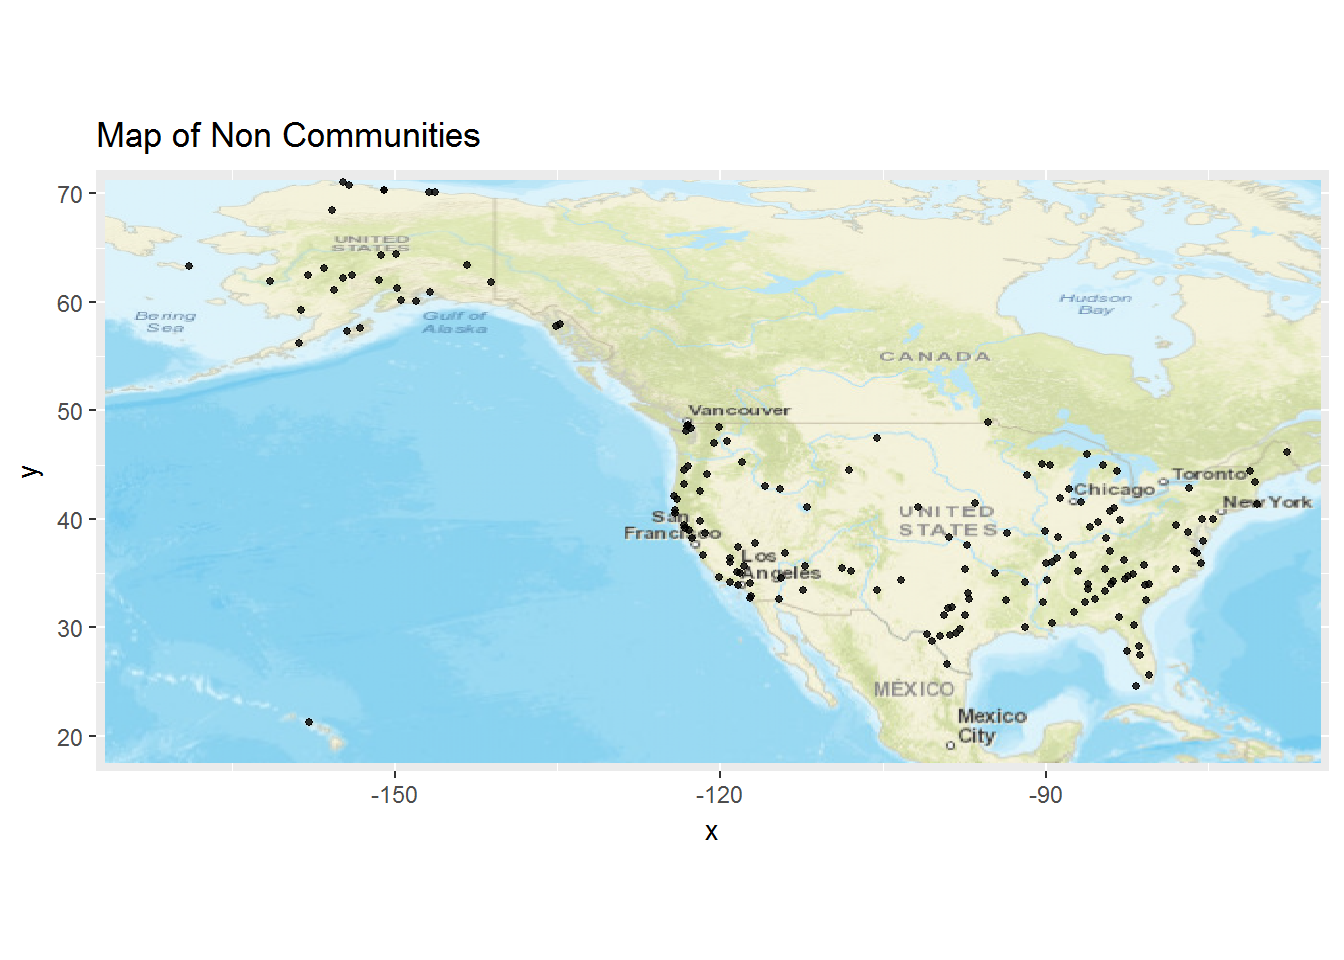 Map of Non Communities
70
60
50
40
30
20
y
UNITED
STATES
Bering
Sea
Gulf of
Alaska
Hudson
Bay
CANADA
Vancouver
Toronto
Chicago
New York
UNITED
STATES
San
Francisco
Los
Angeles
MÉXICO
Mexico
City
-150
-120
-90
x